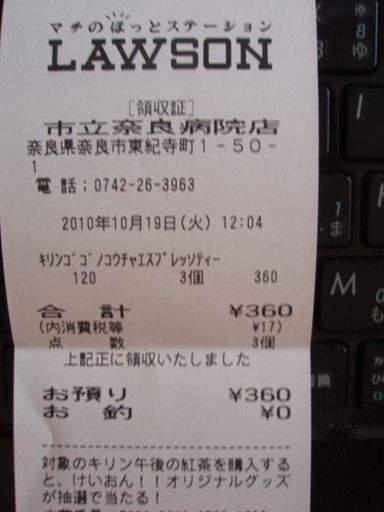 マチのほっとステーション
LAWSON
[領収証]
市立奈良病院店
奈良県奈良市東紀寺町1-50-
1
電話;0742-26-3963
2010年10月19日(火) 12:04
ｷﾘﾝｺﾞｺﾞﾉｺｳﾁｬｴｽﾌﾟﾚｯｿﾃｨｰ
120 3個 360
合計 ¥360
(内消費税等 ¥17)
点数 3個
上記正に領収いたしました
お預り ¥360
お釣 ¥0
対象のキリン午後の紅茶を購入する
と、けいおん!!オリジナルグッズ
が抽選で当たる!